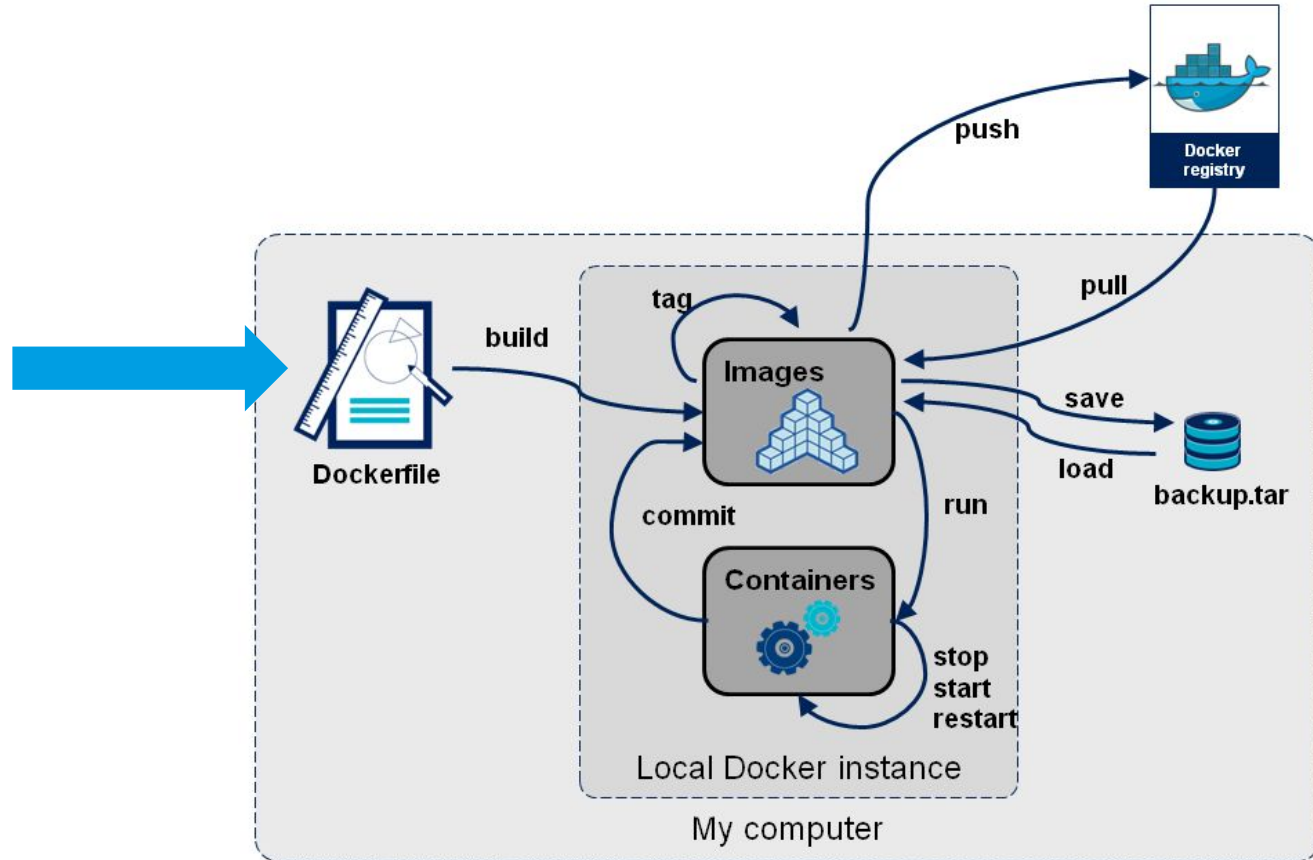 push
Docker
registry
tag
pull
build
Images
save
Dockerfile
load
backup.tar
commit
run
Containers
stop
start
restart
Local Docker instance
My computer